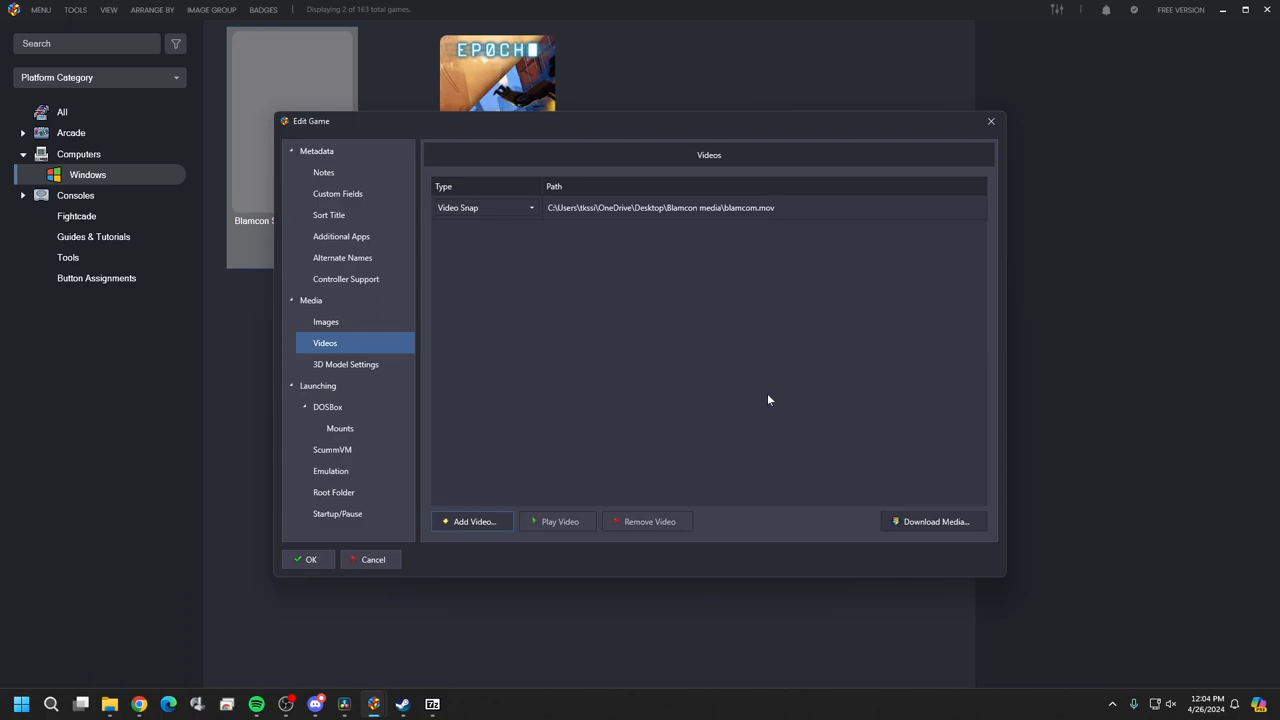 MENU TOOLS VIEW ARRANGE BY IMAGE GROUP BADGES Displaying 2 of 163 total games. FREE VERSION
Search
Platform Category
All
Arcade
Computers
Windows
Consoles
Fightcade
Guides & Tutorials
Tools
Button Assignments
EPOCH
Blamcon S
Edit Game
Metadata
Notes
Custom Fields
Sort Title
Additional Apps
Alternate Names
Controller Support
Media
Images
Videos
3D Model Settings
Launching
DOSBox
Mounts
ScummVM
Emulation
Root Folder
Startup/Pause
Videos
Type Path
Video Snap C:\Users\tkssi\OneDrive\Desktop\Blamcon media\blamcom.mov
Add Video... Play Video Remove Video Download Media...
OK Cancel
12:04 PM
4/26/2024